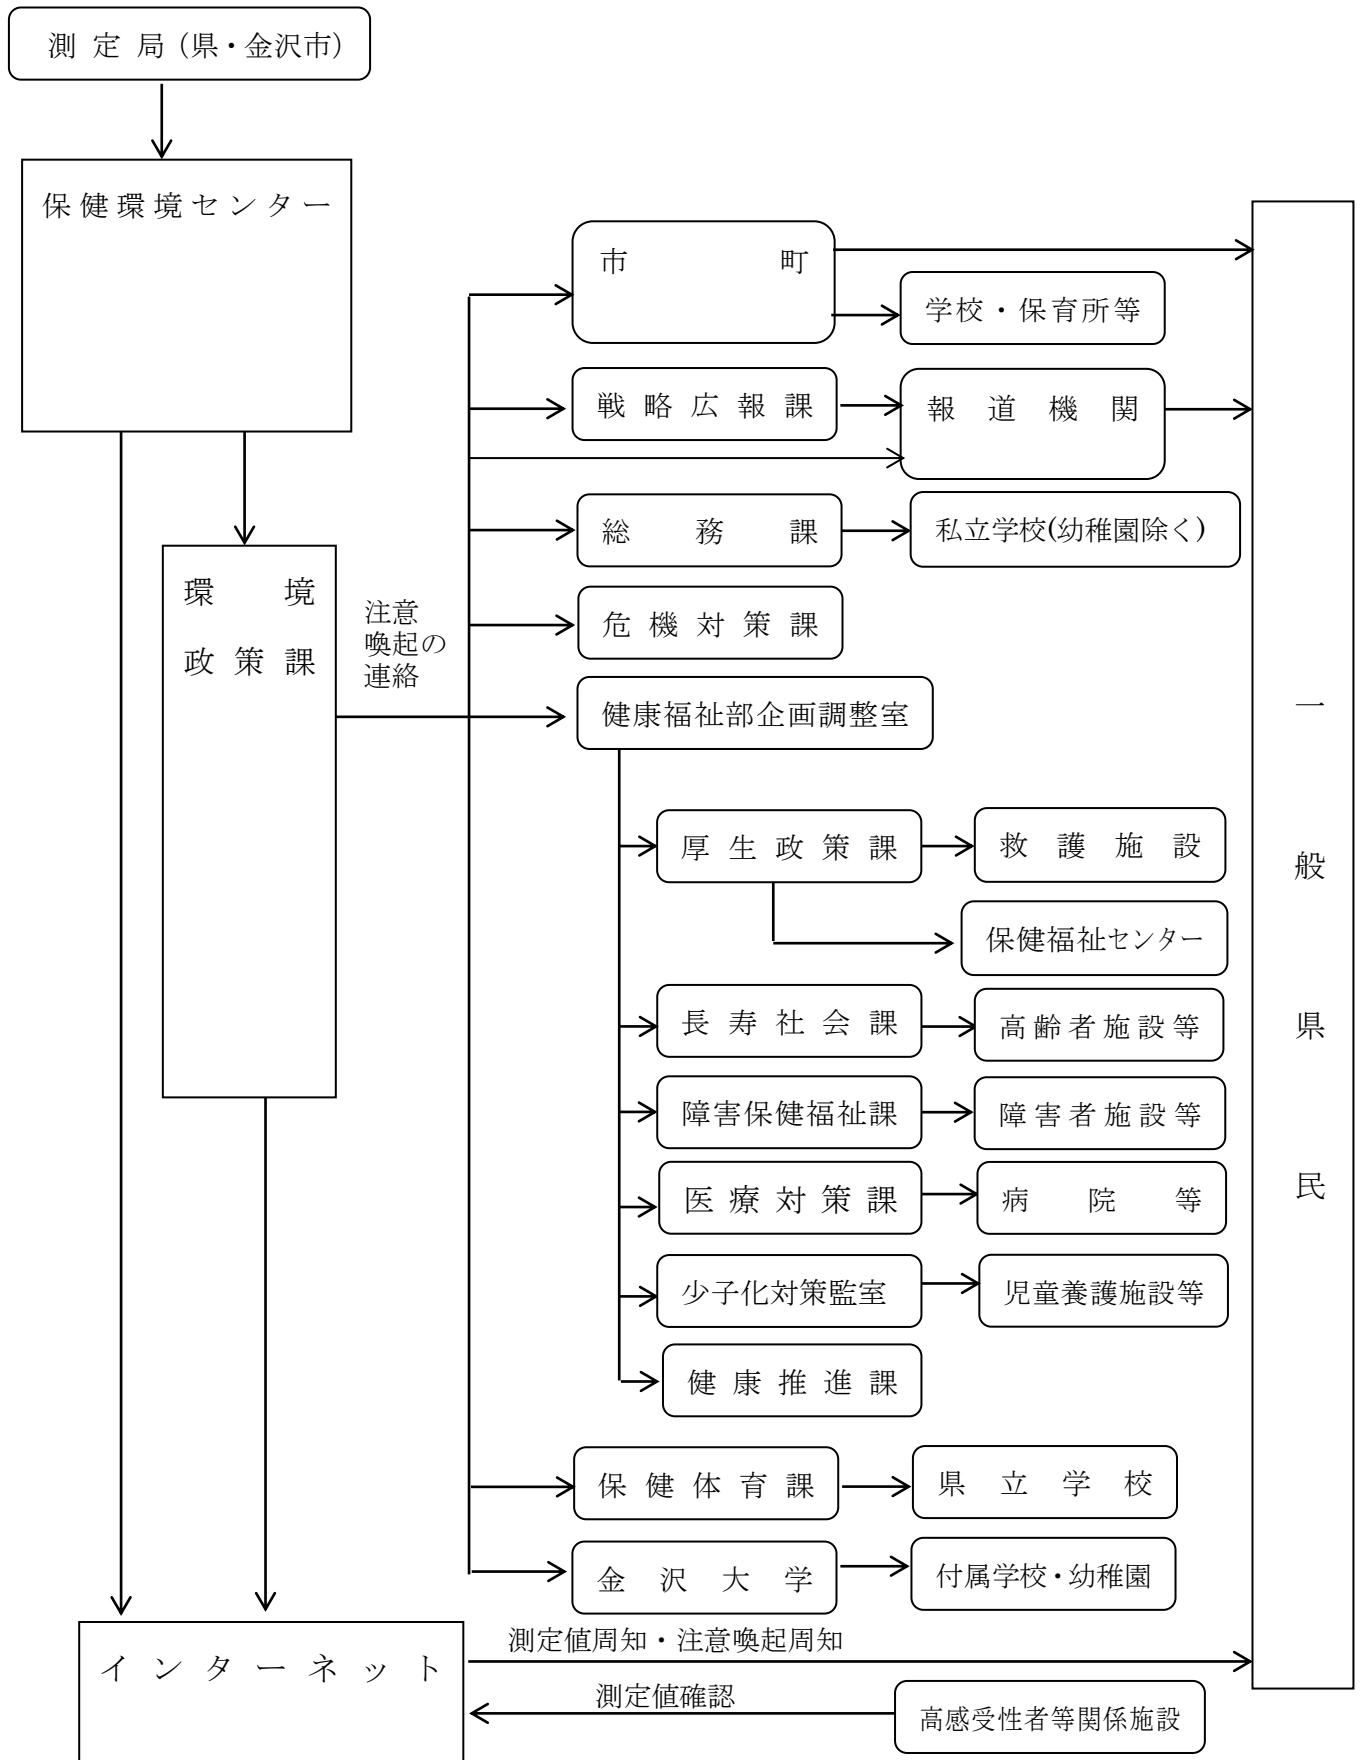 測定局(県・金沢市)
保健環境センター
市町
学校・保育所等
戦略広報課
報道機関
総務課
私立学校(幼稚園除く)
環境
政策課
注意
喚起の
連絡
危機対策課
健康福祉部企画調整室
厚生政策課
救護施設
保健福祉センター
長寿社会課
高齢者施設等
障害保健福祉課
障害者施設等
医療対策課
病院等
少子化対策監室
児童養護施設等
健康推進課
保健体育課
県立学校
金沢大学
付属学校・幼稚園
一般県民
インターネット
測定値周知・注意喚起周知
測定値確認
高感受性者等関係施設